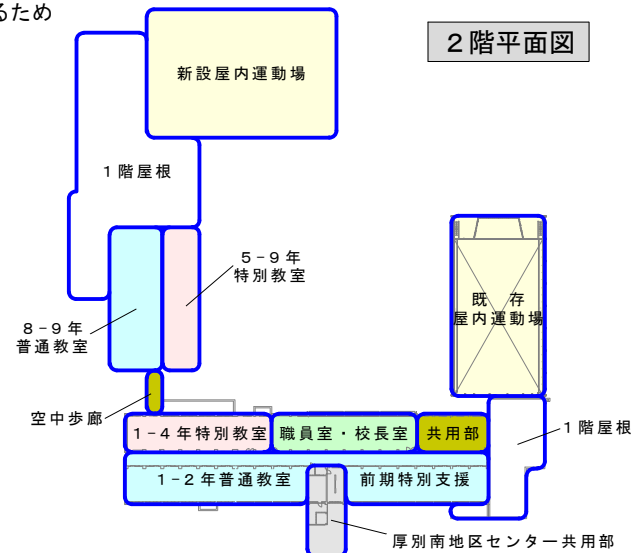 るため
2階平面図
新設屋内運動場
1階屋根
5-9年
特別教室
8-9年
普通教室
既存
屋内運動場
空中歩廊
1-4年特別教室
職員室・校長室
共用部
1階屋根
1-2年普通教室
前期特別支援
厚別南地区センター共用部